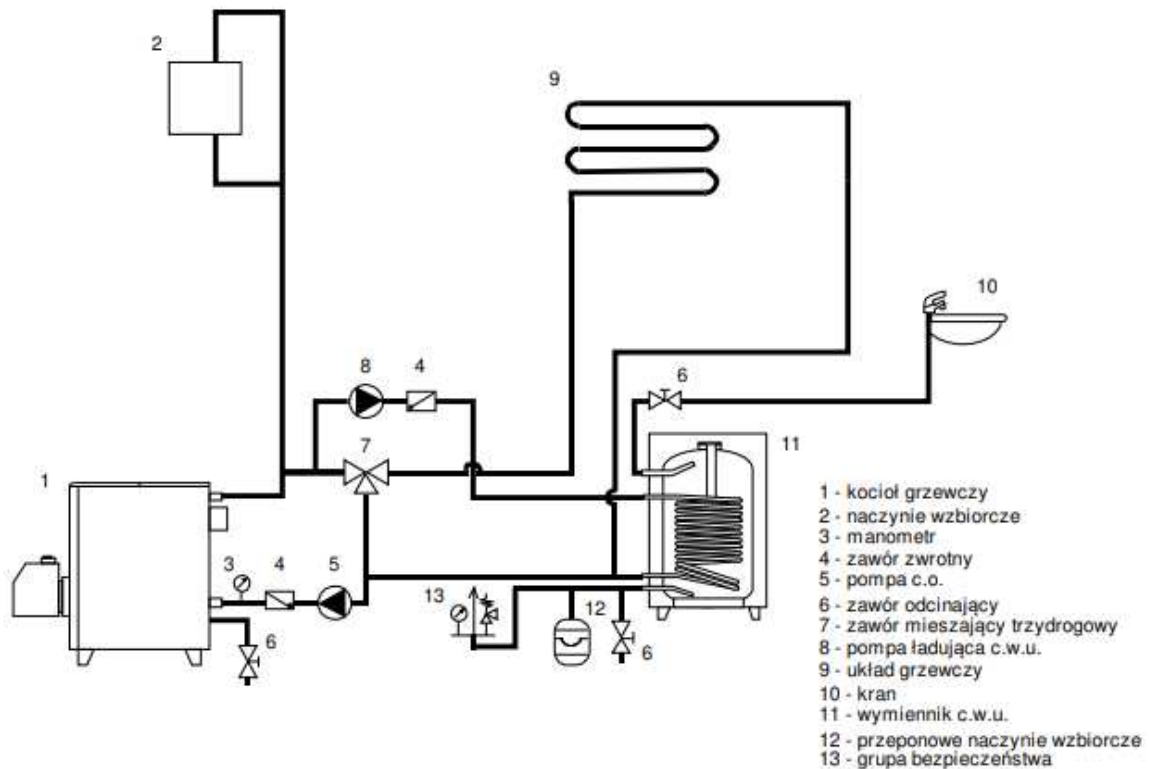 2
9
10
8
4
6
7
11
1
3
4
5
13
12
6
6
1 - kocioł grzewczy
2 - naczynie wzbiorcze
3 - manometr
4 - zawór zwrotny
5 - pompa c.o.
6 - zawór odcinający
7 - zawór mieszający trzydrogowy
8 - pompa ładująca c.w.u.
9 - układ grzewczy
10 - kran
11 - wymiennik c.w.u.
12 - przeponowe naczynie wzbiorcze
13 - grupa bezpieczeństwa